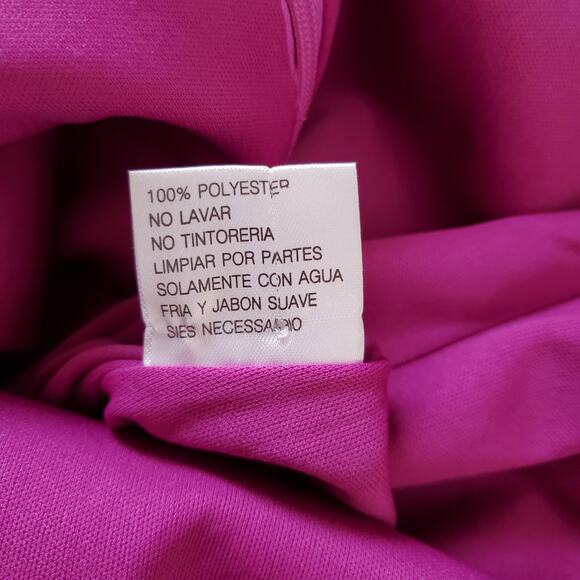 100% POLYESTER
NO LAVAR
NO TINTORERIA
LIMPIAR POR PARTES
SOLAMENTE CON AGUA
FRIA Y JABON SUAVE
SIES NECESSARIO